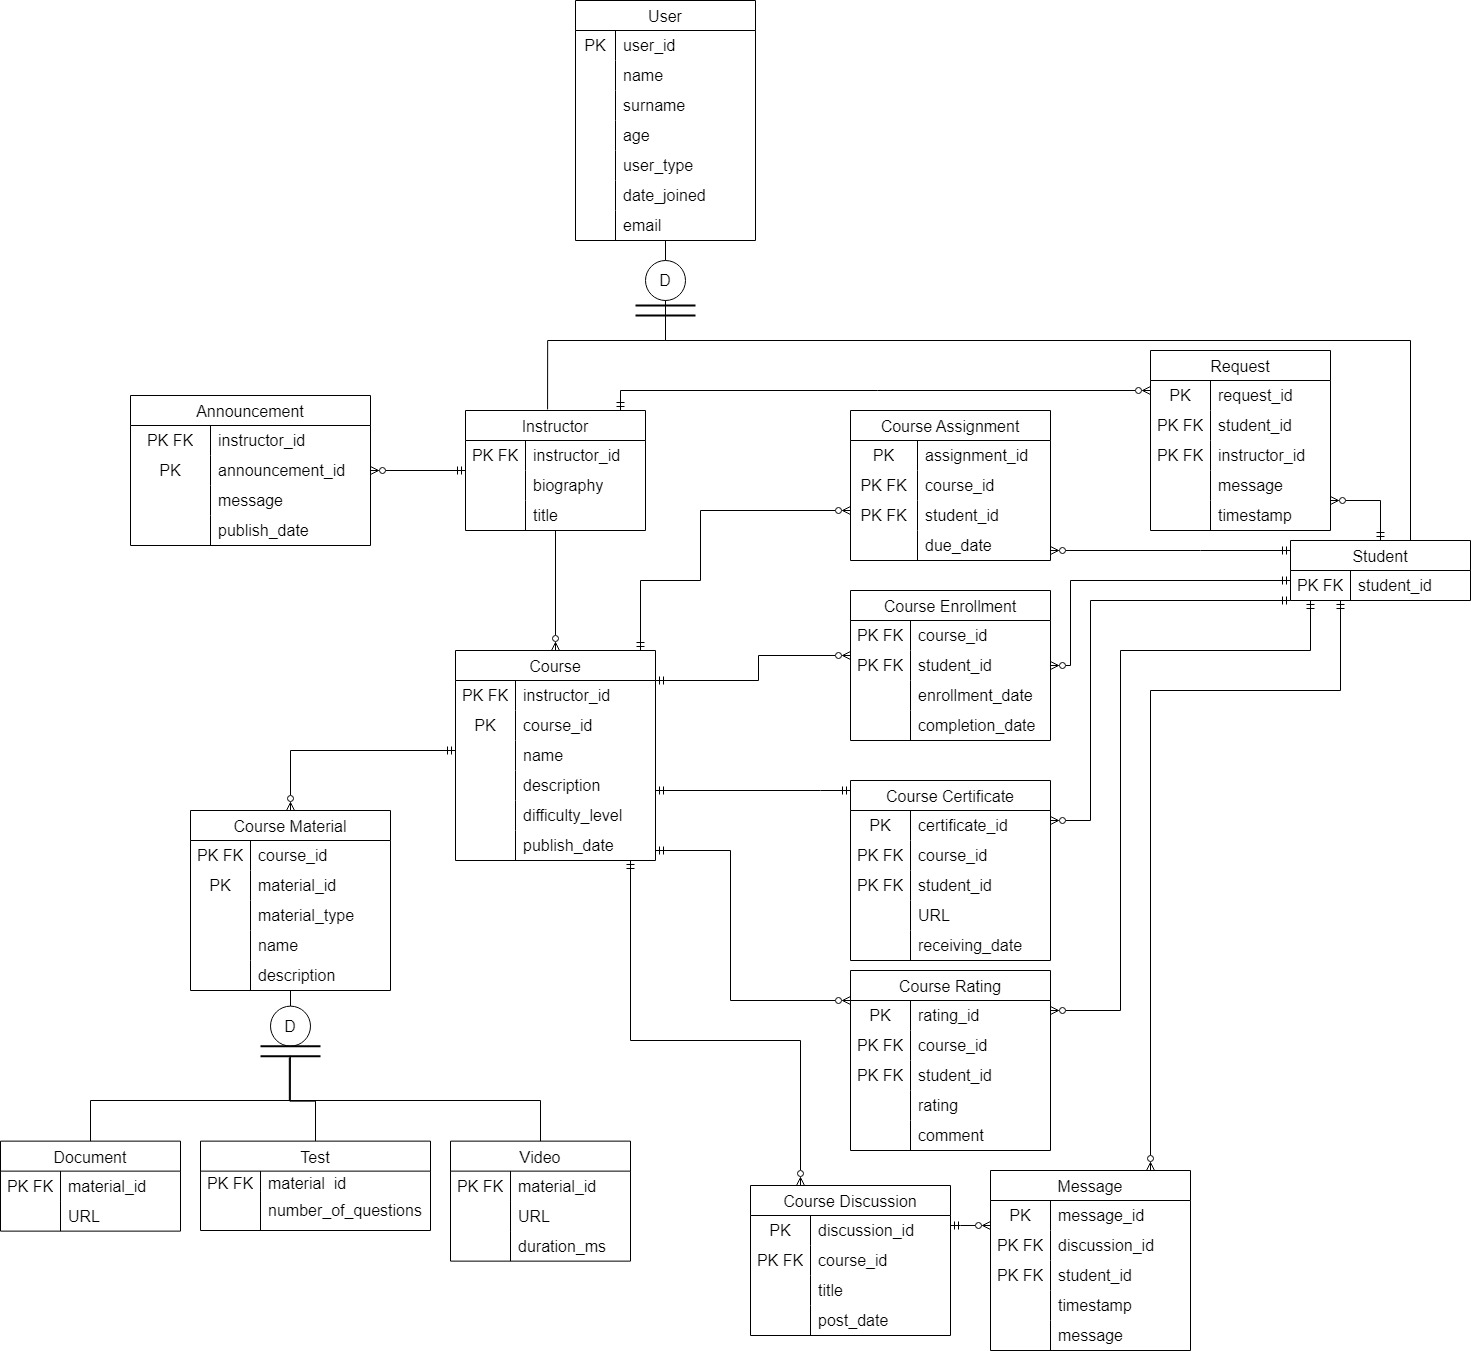 User
PK user_id
name
surname
age
user_type
date_joined
email
D
Announcement
PK FK instructor_id
PK announcement_id
message
publish_date
Instructor
PK FK instructor_id
biography
title
Request
PK request_id
PK FK student_id
PK FK instructor_id
message
timestamp
Course Assignment
PK assignment_id
PK FK course_id
PK FK student_id
due_date
Student
PK FK student_id
Course Enrollment
PK FK course_id
PK FK student_id
enrollment_date
completion_date
Course
PK FK instructor_id
PK course_id
name
description
difficulty_level
publish_date
Course Material
PK FK course_id
PK material_id
material_type
name
description
D
Course Certificate
PK certificate_id
PK FK course_id
PK FK student_id
URL
receiving_date
Course Rating
PK rating_id
PK FK course_id
PK FK student_id
rating
comment
Document
PK FK material_id
URL
Test
PK FK material_id
number_of_questions
Video
PK FK material_id
URL
duration_ms
Course Discussion
PK discussion_id
PK FK course_id
title
post_date
Message
PK message_id
PK FK discussion_id
PK FK student_id
timestamp
message